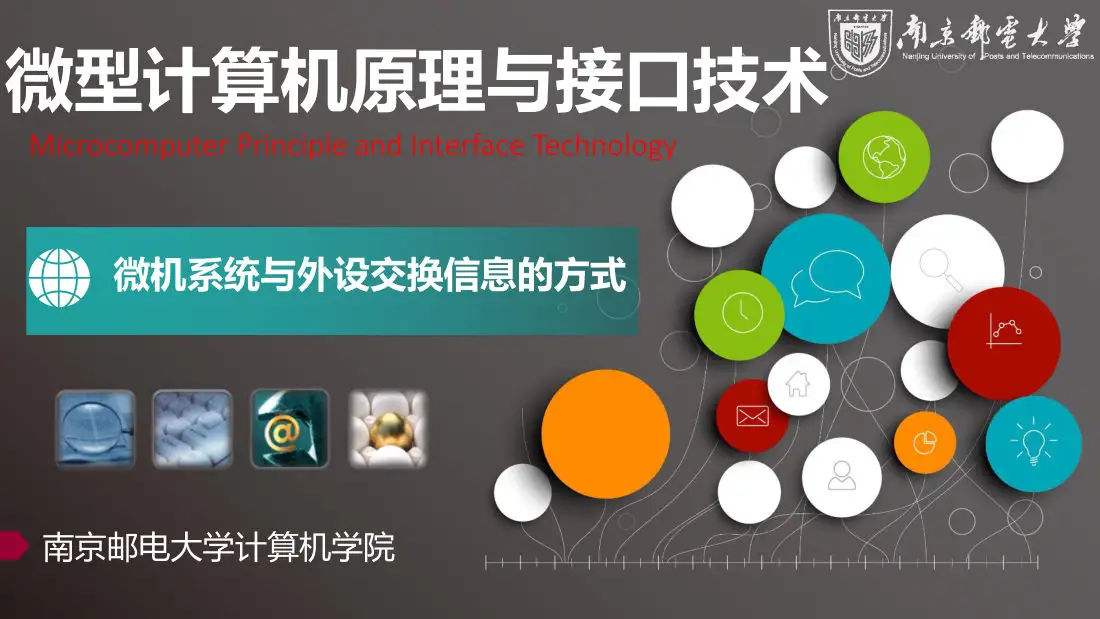 南京邮电大学
Nanjing University of Posts and Telecommunications
微型计算机原理与接口技术
Microcomputer Principle and Interface Technology
微机系统与外设交换信息的方式
@
南京邮电大学计算机学院